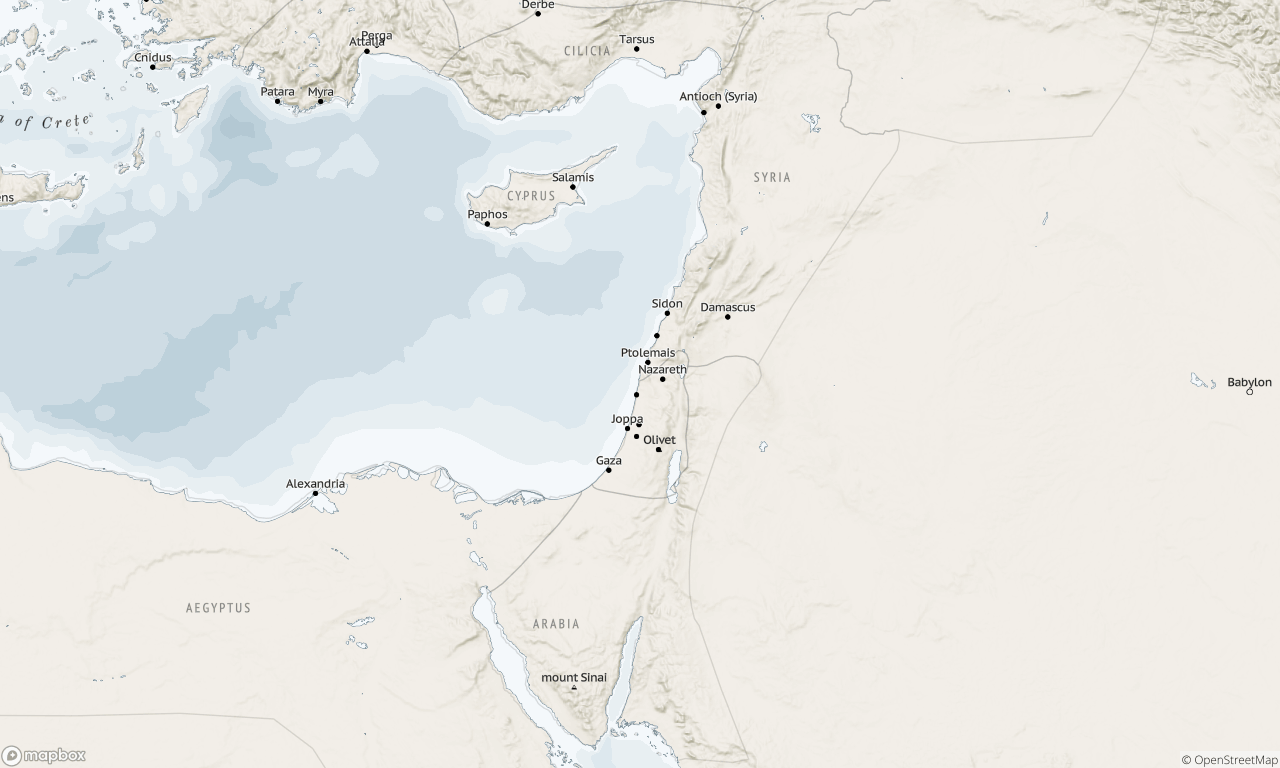 Derbe
Perga
Tarsus
Attalia
CILICIA
Cnidus
Patara
Myra
Antioch (Syria)
of Crete
SYRIA
Salamis
CYPRUS
Paphos
Sidon
Damascus
Ptolemais
Nazareth
Babylon
Joppa
Olivet
Gaza
Alexandria
AEGYPTUS
ARABIA
mount Sinai
mapbox
© OpenStreetMap